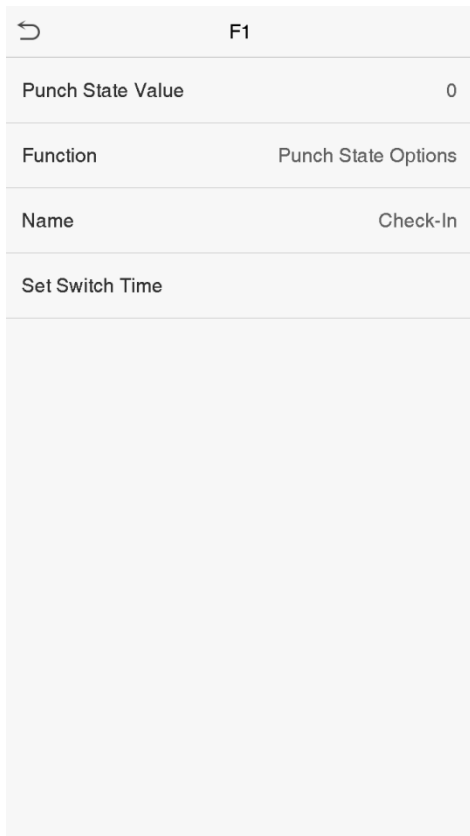 F1
Punch State Value 0
Function Punch State Options
Name Check-In
Set Switch Time